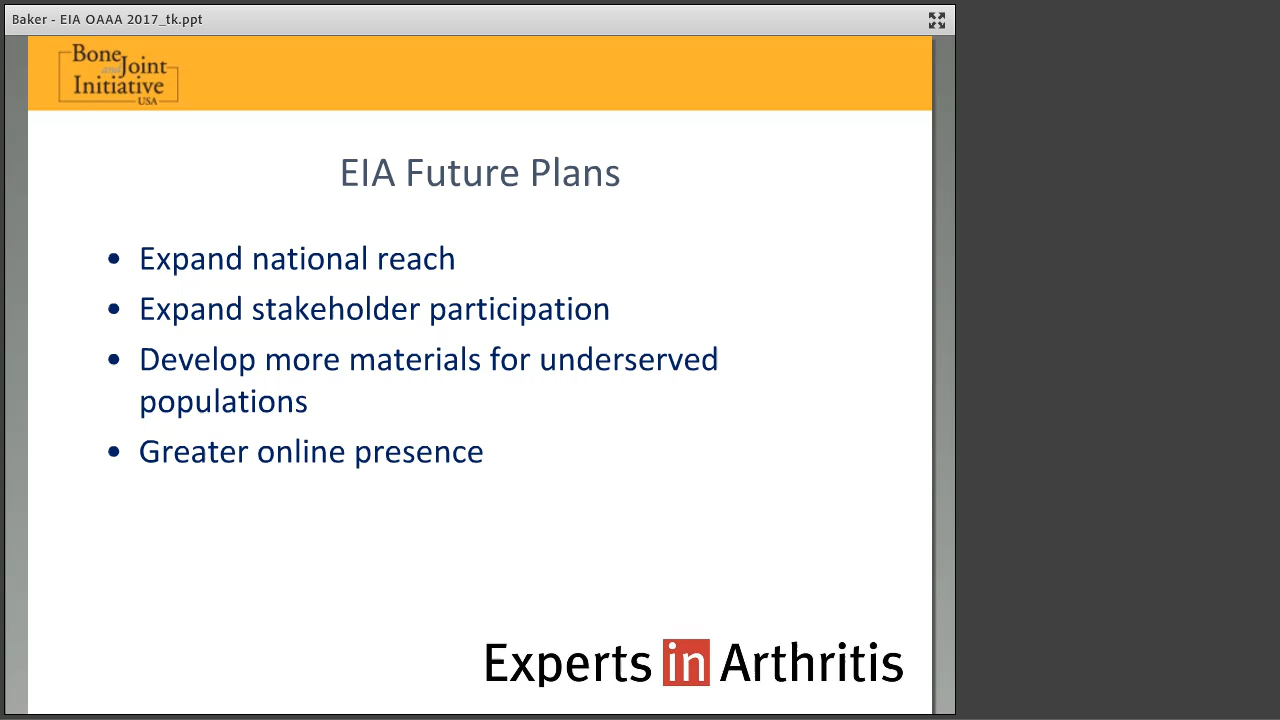 Baker - EIA OAAA 2017_tk.ppt
Bone
and Joint
Initiative
USA
EIA Future Plans
• Expand national reach
• Expand stakeholder participation
• Develop more materials for underserved
populations
• Greater online presence
Experts in Arthritis